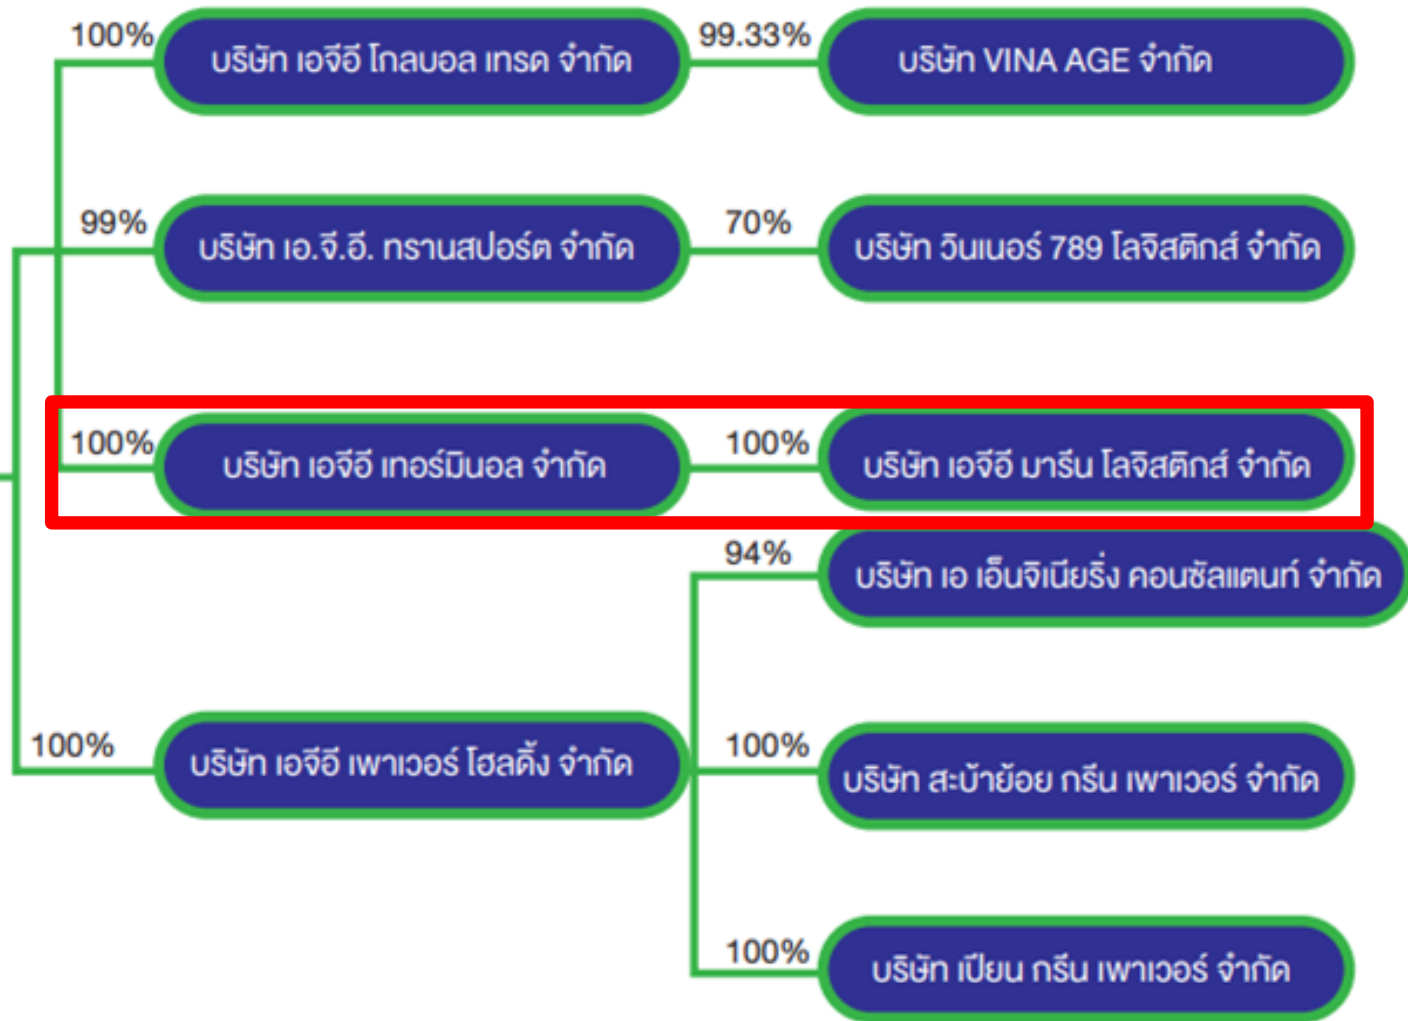 100%
บริษัท เอจีอี โกลบอล เทรด จำกัด
99.33%
บริษัท VINA AGE จำกัด
99%
บริษัท เอ.จี.อี. ทรานสปอร์ต จำกัด
70%
บริษัท วินเนอร์ 789 โลจิสติกส์ จำกัด
100%
บริษัท เอจีอี เทอร์มินอล จำกัด
100%
บริษัท เอจีอี มารีน โลจิสติกส์ จำกัด
94%
บริษัท เอ เอ็นจิเนียริ่ง คอนซัลแตนท์ จำกัด
100%
บริษัท เอจีอี เพาเวอร์ โฮลดิ้ง จำกัด
100%
บริษัท สะบ้าย้อย กรีน เพาเวอร์ จำกัด
100%
บริษัท เปียน กรีน เพาเวอร์ จำกัด